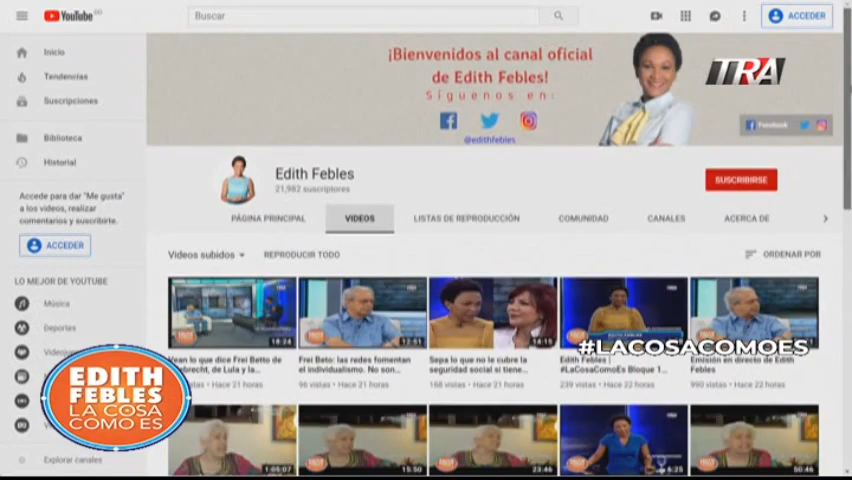 YouTube DO
Buscar
ACCEDER
Inicio
Tendencias
Suscripciones
Biblioteca
Historial
Accede para dar "Me gusta"
a los videos, realizar
comentarios y suscribirte.
ACCEDER
LO MEJOR DE YOUTUBE
Música
Deportes
Explorar canales
¡Bienvenidos al canal oficial
de Edith Febles!
Síguenos en:
@edithfebles
Facebook
TRA
Edith Febles
21,982 suscriptores
SUSCRIBIRSE
PÁGINA PRINCIPAL
VIDEOS
LISTAS DE REPRODUCCIÓN
COMUNIDAD
CANALES
ACERCA DE
Videos subidos
REPRODUCIR TODO
ORDENAR POR
18:24
12:51
14:15
Vean lo que dice Frei Betto de
brecht, de Lula y la...
vistas • Hace 21 horas
Frei Beto: las redes fomentan
el individualismo. No son...
96 vistas • Hace 21 horas
Sepa lo que no le cubre la
seguridad social si tiene...
168 vistas • Hace 21 horas
Edith Febles |
#LaCosaComoEs Bloque 1...
239 vistas • Hace 22 horas
Emisión en directo de Edith
Febles
990 vistas • Hace 22 horas
#LACOSACOMOES
1:05:07
15:50
23:46
6:25
50:46
EDITH
FEBLES
LA COSA
COMO ES